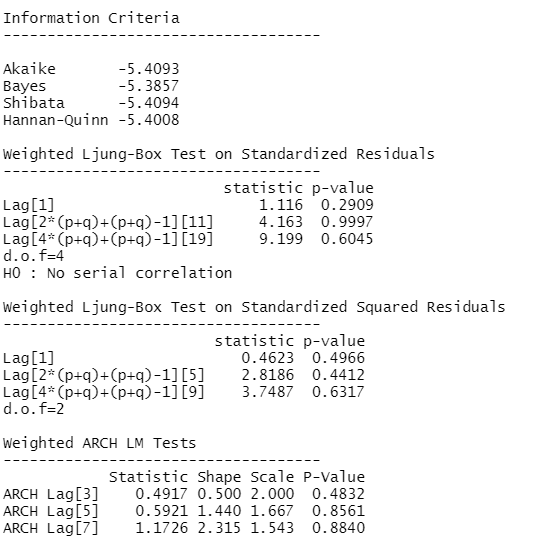 Information Criteria
------------------------------------
Akaike       -5.4093
Bayes        -5.3857
Shibata      -5.4094
Hannan-Quinn -5.4008
Weighted Ljung-Box Test on Standardized Residuals
------------------------------------
                         statistic p-value
Lag[1]                       1.116  0.2909
Lag[2*(p+q)+(p+q)-1][11]     4.163  0.9997
Lag[4*(p+q)+(p+q)-1][19]     9.199  0.6045
d.o.f=4
H0 : No serial correlation
Weighted Ljung-Box Test on Standardized Squared Residuals
------------------------------------
                        statistic p-value
Lag[1]                     0.4623  0.4966
Lag[2*(p+q)+(p+q)-1][5]    2.8186  0.4412
Lag[4*(p+q)+(p+q)-1][9]    3.7487  0.6317
d.o.f=2
Weighted ARCH LM Tests
------------------------------------
            Statistic Shape Scale P-Value
ARCH Lag[3]    0.4917 0.500 2.000  0.4832
ARCH Lag[5]    0.5921 1.440 1.667  0.8561
ARCH Lag[7]    1.1726 2.315 1.543  0.8840